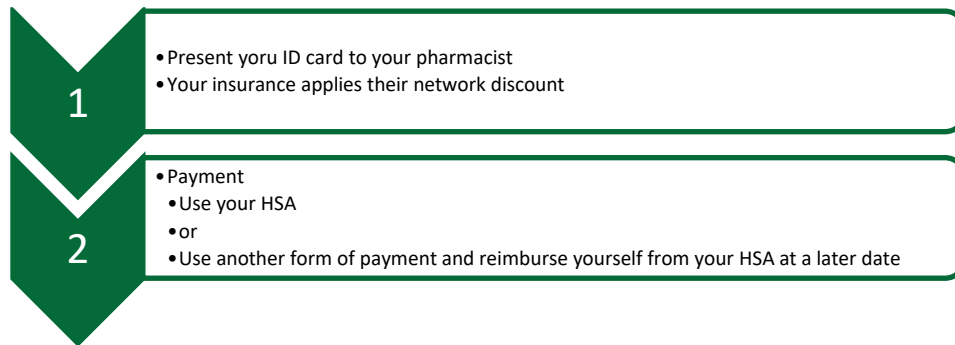 1
•Present yoru ID card to your pharmacist
•Your insurance applies their network discount
2
•Payment
•Use your HSA
•or
•Use another form of payment and reimburse yourself from your HSA at a later date